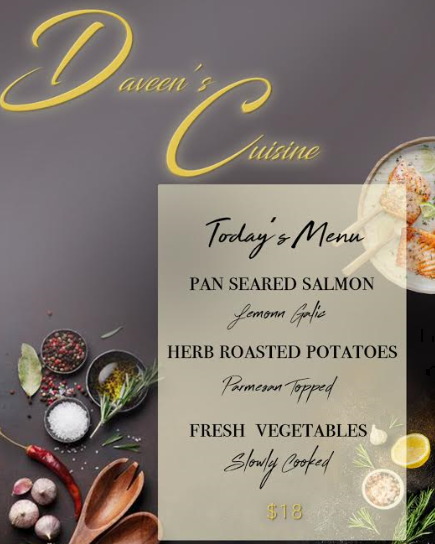 Daveen's
Cuisine
Today's Menu
PAN SEARED SALMON
Lemonn Galic
HERB ROASTED POTATOES
Parmesan Topped
FRESH VEGETABLES
Slowly Cooked
$18